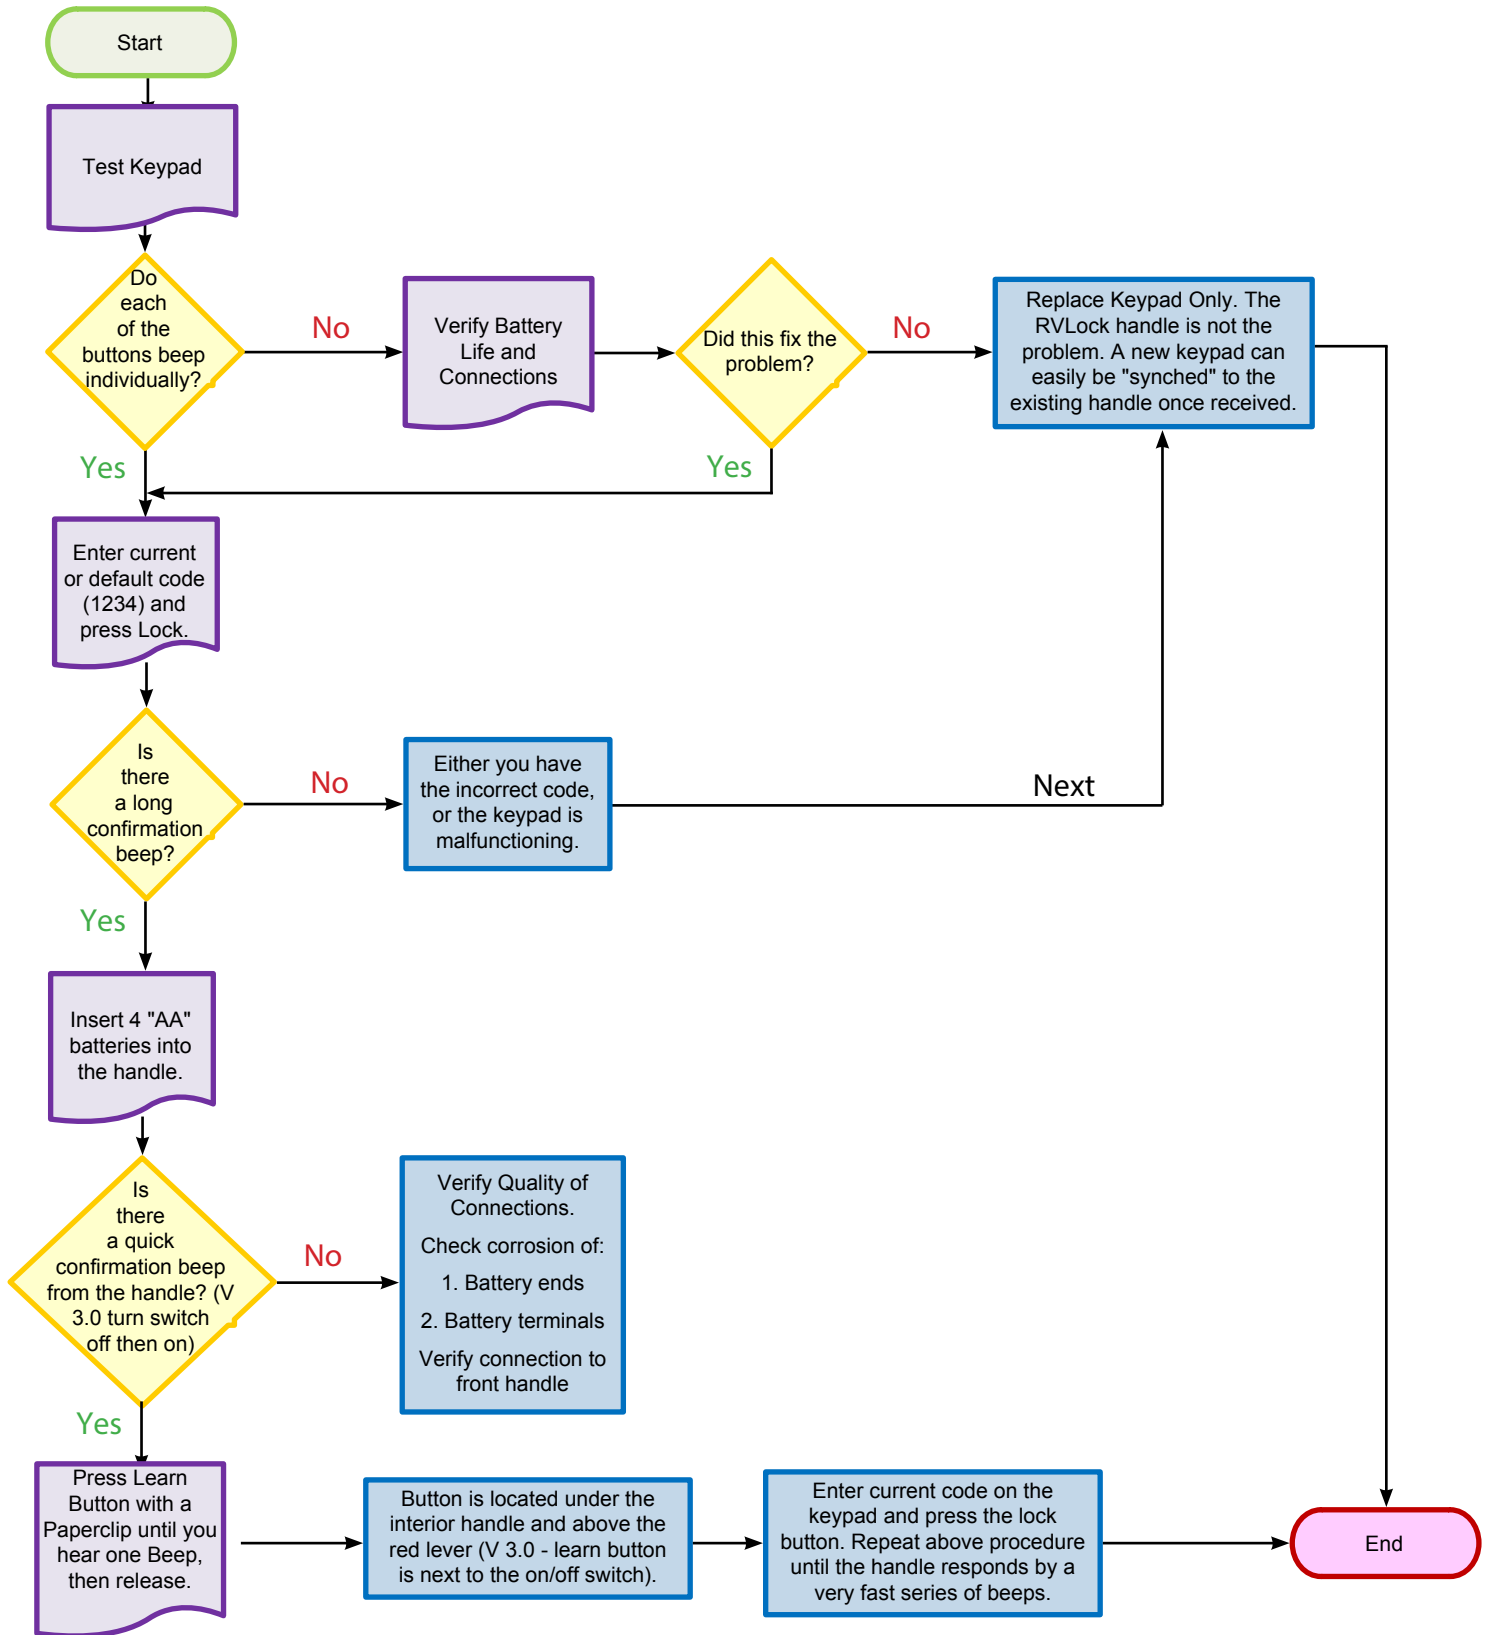 Start
Test Keypad
Do
each
of the
buttons beep
individually?
No
Verify Battery
Life and
Connections
Did this fix the
problem?
No
Replace Keypad Only. The
RVLock handle is not the
problem. A new keypad can
easily be "synched" to the
existing handle once received.
Yes
Yes
Enter current
or default code
(1234) and
press Lock.
Is
there
a long
confirmation
beep?
No
Either you have
the incorrect code,
or the keypad is
malfunctioning.
Next
Yes
Insert 4 "AA"
batteries into
the handle.
Is
there
a quick
confirmation beep
from the handle? (V
3.0 turn switch
off then on)
No
Verify Quality of
Connections.
Check corrosion of:
1. Battery ends
2. Battery terminals
Verify connection to
front handle
Yes
Press Learn
Button with a
Paperclip until you
hear one Beep,
then release.
Button is located under the
interior handle and above the
red lever (V 3.0 - learn button
is next to the on/off switch).
Enter current code on the
keypad and press the lock
button. Repeat above procedure
until the handle responds by a
very fast series of beeps.
End